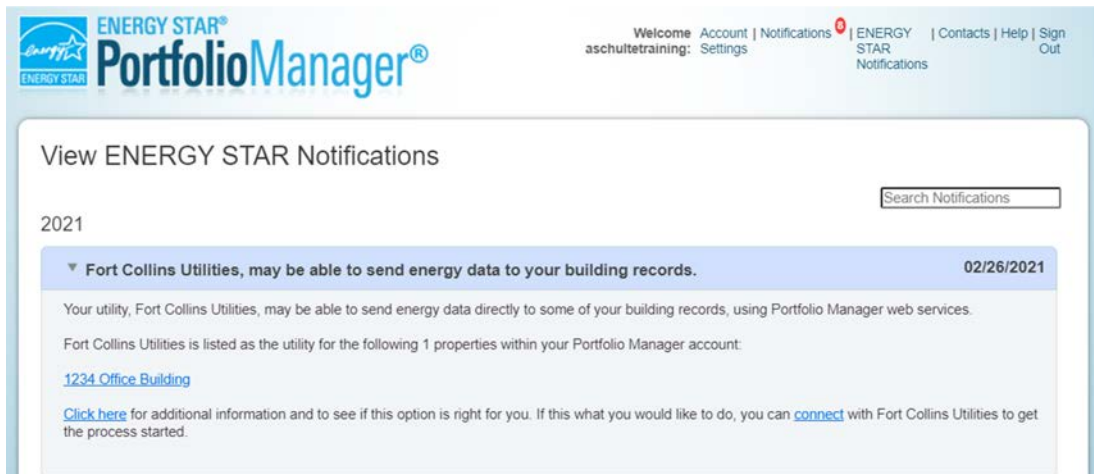 ENERGY STAR®
PortfolioManager®
energy
ENERGY STAR
Welcome
aschultetraining:
Account | Notifications 8 | ENERGY | Contacts | Help | Sign
Settings STAR Out
Notifications
View ENERGY STAR Notifications
Search Notifications
2021
Fort Collins Utilities, may be able to send energy data to your building records. 02/26/2021
Your utility, Fort Collins Utilities, may be able to send energy data directly to some of your building records, using Portfolio Manager web services.
Fort Collins Utilities is listed as the utility for the following 1 properties within your Portfolio Manager account:
1234 Office Building
Click here for additional information and to see if this option is right for you. If this what you would like to do, you can connect with Fort Collins Utilities to get
the process started.